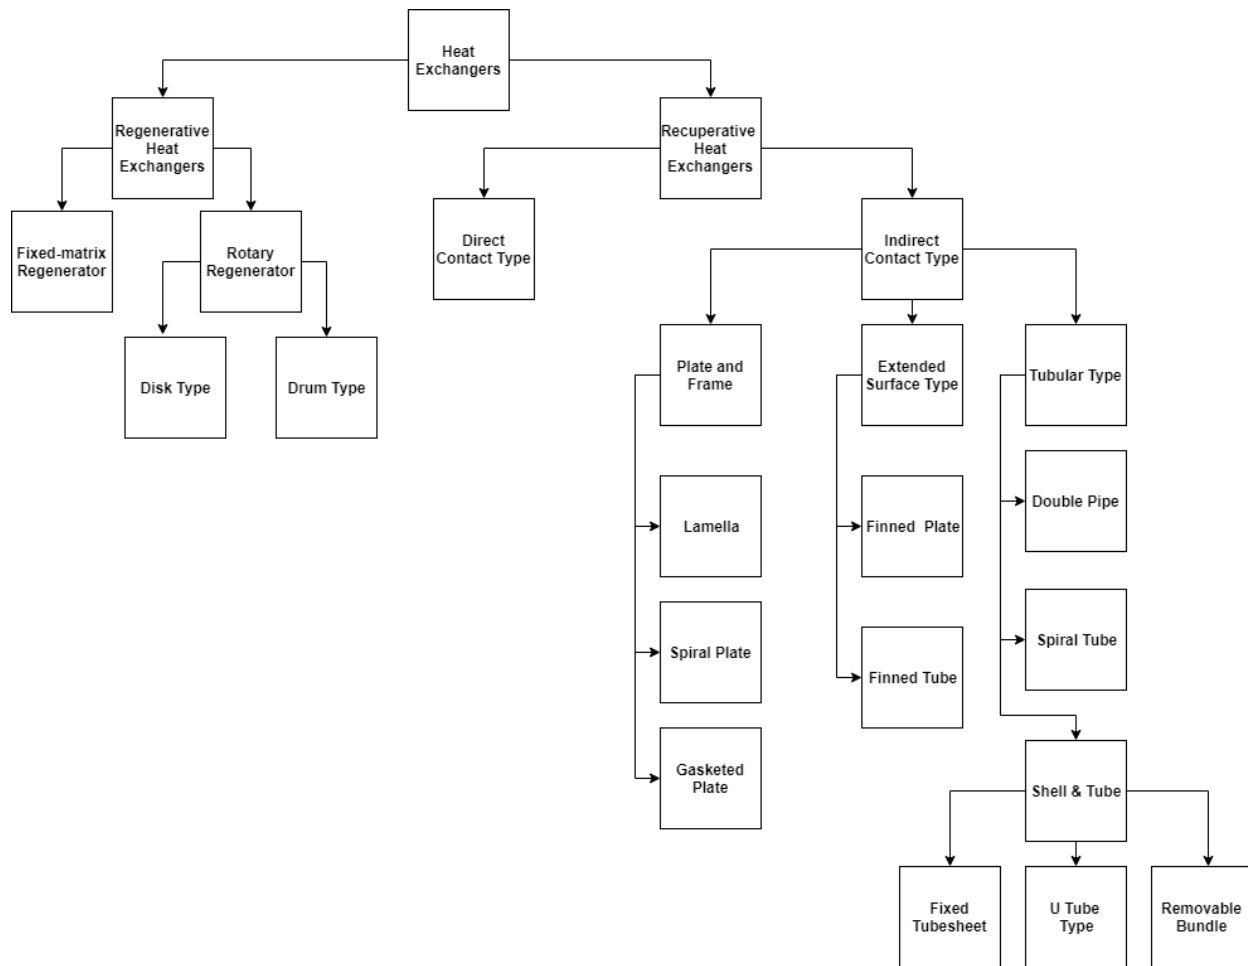 Heat
Exchangers
Regenerative
Heat
Exchangers
Recuperative
Heat
Exchangers
Fixed-matrix
Regenerator
Rotary
Regenerator
Direct
Contact Type
Indirect
Contact Type
Disk Type
Drum Type
Plate and
Frame
Extended
Surface Type
Tubular Type
Lamella
Finned  Plate
Double Pipe
Spiral Plate
Finned Tube
Spiral Tube
Gasketed
Plate
Shell & Tube
Fixed
Tubesheet
U Tube
Type
Removable
Bundle